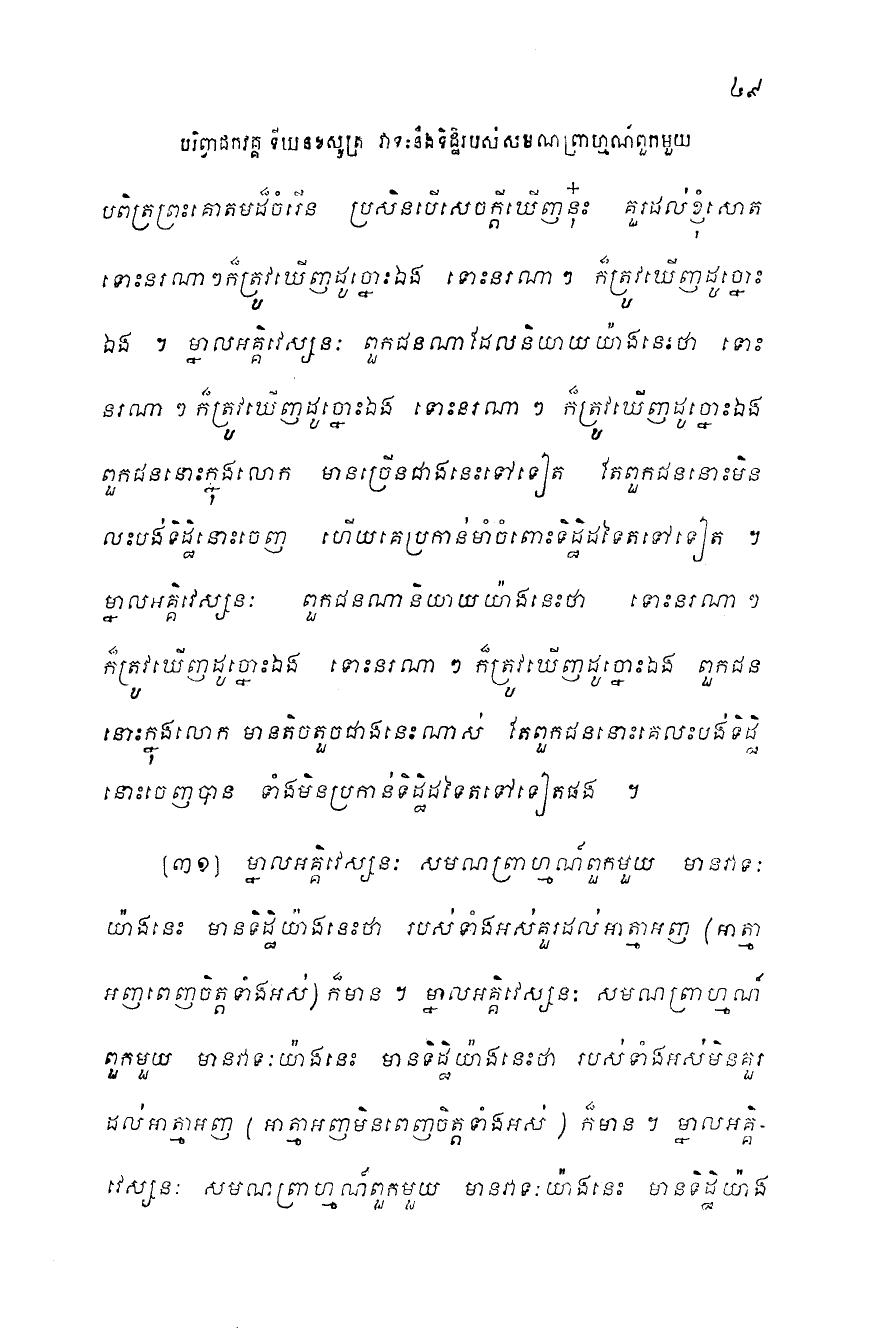 ៤៩
បរិព្វាជកវគ្គ ទីឃនខសូត្រ វាទៈនឹងទិដ្ឋិរបស់សមណព្រាហ្មណ៍ពួកមួយ
បពិត្រព្រះគោតមដ៏ចំរើន ប្រសិនបើសេចក្តីឃើញនុ៎ះ គួរដល់ខ្ញុំសោត
ទោះនរណាៗក៏ត្រូវឃើញដូច្នោះឯង ទោះនរណា ៗ ក៏ត្រូវឃើញដូច្នោះ
ឯង ។ ម្នាលអគ្គិវេស្សនៈ ពួកជនណាដែលនិយាយយ៉ាងនេះថា ទោះ
នរណា ៗ ក៏ត្រូវឃើញដូច្នោះឯង ទោះនរណា ៗ ក៏ត្រូវឃើញដូច្នោះឯង
ពួកជននោះក្នុងលោក មានច្រើនជាងនេះទៅទៀត តែពួកជននោះមិន
លះបង់ទិដ្ឋិនោះចេញ ហើយគេប្រកាន់មាំចំពោះទិដ្ឋិដទៃតទៅទៀត ។
ម្នាលអគ្គិវេស្សនៈ ពួកជនណានិយាយយ៉ាងនេះថា ទោះនរណា ៗ
ក៏ត្រូវឃើញដូច្នោះឯង ទោះនរណា ៗ ក៏ត្រូវឃើញដូច្នោះឯង ពួកជន
នោះក្នុងលោក មានតិចតួចជាងនេះណាស់ តែពួកជននោះគេលះបង់ទិដ្ឋិ
នោះចេញបាន ទាំងមិនប្រកាន់ទិដ្ឋិដទៃតទៅទៀតផង ។
(៣១) ម្នាលអគ្គិវេស្សនៈ សមណព្រាហ្មណ៍ពួកមួយ មានវាទៈ
យ៉ាងនេះ មានទិដ្ឋិយ៉ាងនេះថា របស់ទាំងអស់គួរដល់អាត្មាអញ (អាត្មា
អញពេញចិត្តទាំងអស់) ក៏មាន ។ ម្នាលអគ្គិវេស្សនៈ សមណព្រាហ្មណ៍
ពួកមួយ មានវាទៈយ៉ាងនេះ មានទិដ្ឋិយ៉ាងនេះថា របស់ទាំងអស់មិនគួរ
ដល់អាត្មាអញ ( អាត្មាអញមិនពេញចិត្តទាំងអស់ ) ក៏មាន ។ ម្នាលអគ្គិ-
វេស្សនៈ សមណព្រាហ្មណ៍ពួកមួយ មានវាទៈយ៉ាងនេះ មានទិដ្ឋិយ៉ាង